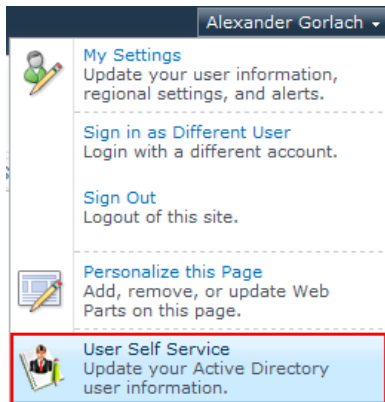 Alexander Gorlach
My Settings
Update your user information,
regional settings, and alerts.
Sign in as Different User
Login with a different account.
Sign Out
Logout of this site.
Personalize this Page
Add, remove, or update Web
Parts on this page.
User Self Service
Update your Active Directory
user information.